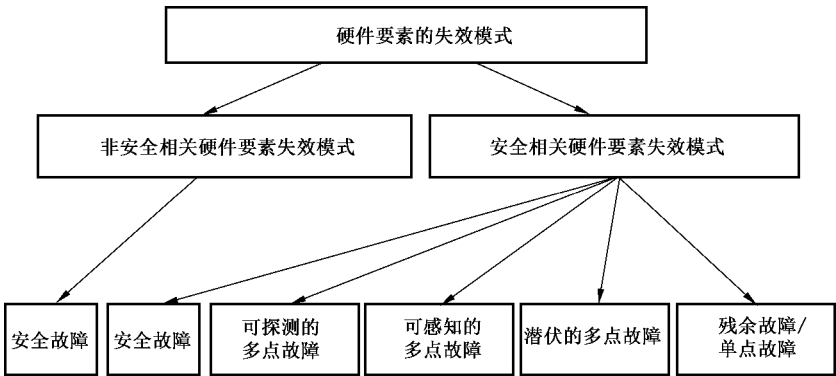 硬件要素的失效模式
非安全相关硬件要素失效模式
安全相关硬件要素失效模式
安全故障
安全故障
可探测的
多点故障
可感知的
多点故障
潜伏的多点故障
残余故障/
单点故障